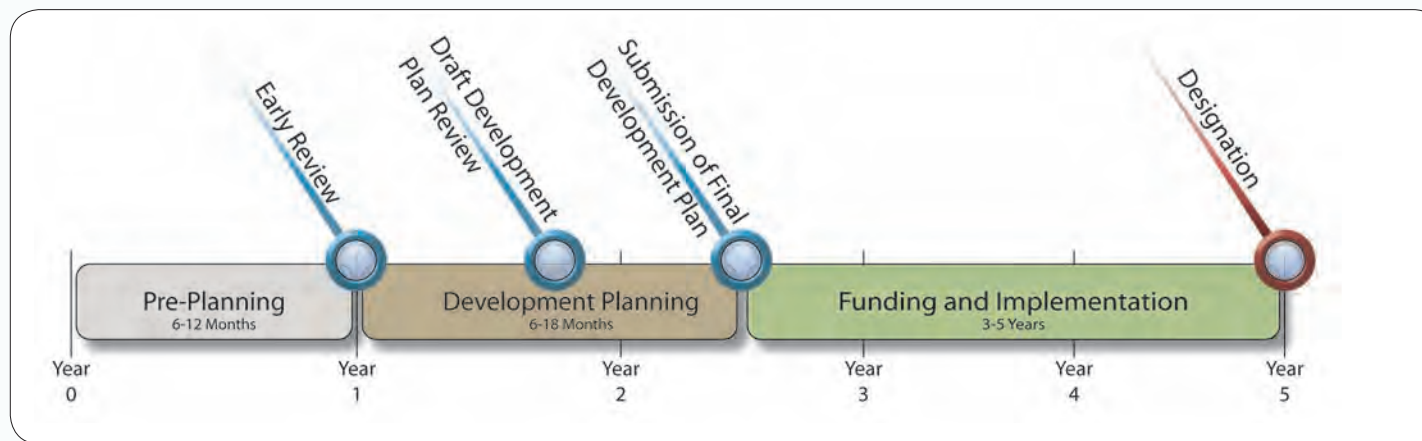 Early Review
Draft Development
Plan Review
Submission of Final
Development Plan
Designation
Pre-Planning
6-12 Months
Development Planning
6-18 Months
Funding and Implementation
3-5 Years
Year
0
Year
1
Year
2
Year
3
Year
4
Year
5